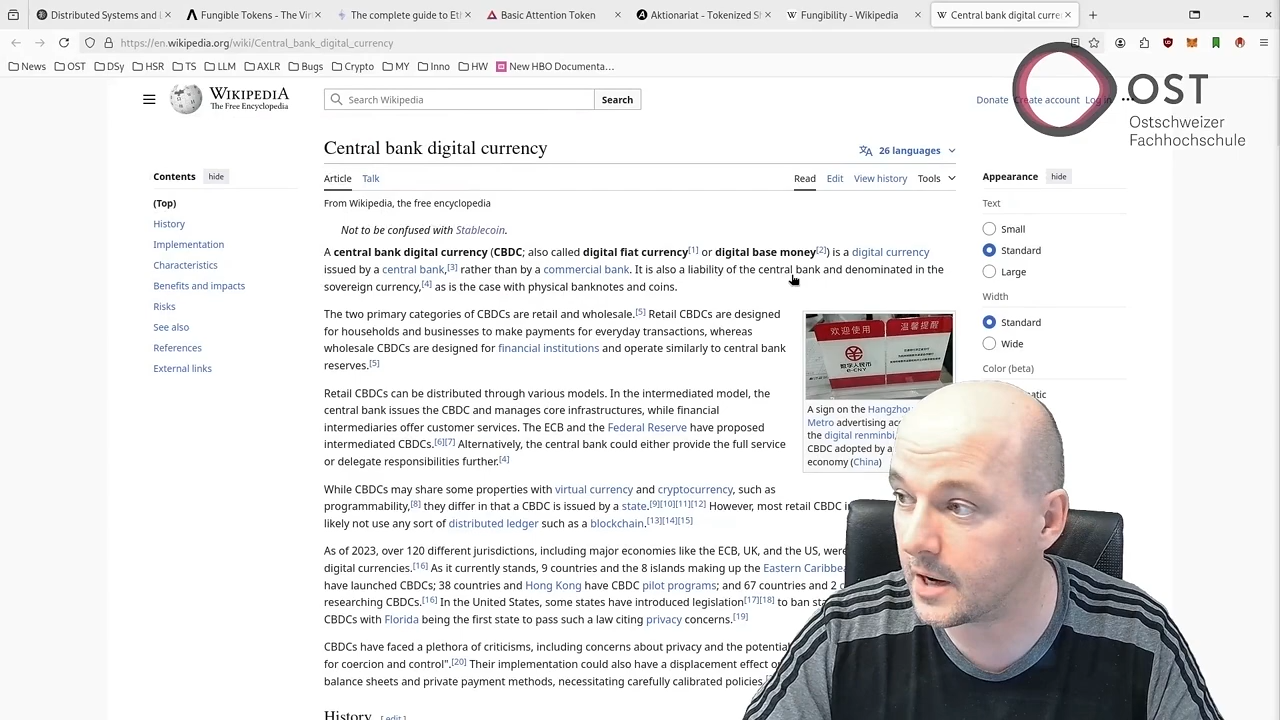 Distributed Systems and
Fungible Tokens - The Vir
The complete guide to Et
Basic Attention Token
Aktionariat - Tokenized S
Fungibility - Wikipedia
Central bank digital curre
https://en.wikipedia.org/wiki/Central_bank_digital_currency
News OST DSy HSR TS LLM AXLR Bugs Crypto MY Inno HW New HBO Documenta…
OST
Ostschweizer
Fachhochschule
WIKIPEDIA
The Free Encyclopedia
Search Wikipedia
Search
Donate Create account Log in
Central bank digital currency
26 languages
Contents hide
(Top)
History
Implementation
Characteristics
Benefits and impacts
Risks
See also
References
External links
Article Talk
Read Edit View history Tools
From Wikipedia, the free encyclopedia
Not to be confused with Stablecoin.
A central bank digital currency (CBDC; also called digital fiat currency[1] or digital base money[2]) is a digital currency
issued by a central bank,[3] rather than by a commercial bank. It is also a liability of the central bank and denominated in the
sovereign currency,[4] as is the case with physical banknotes and coins.
The two primary categories of CBDCs are retail and wholesale.[5] Retail CBDCs are designed
for households and businesses to make payments for everyday transactions, whereas
wholesale CBDCs are designed for financial institutions and operate similarly to central bank
reserves.[5]
欢迎使用
温馨提醒
数字人民币
e-CNY
A sign on the Hangzhou
Metro advertising acc
the digital renminbi,
CBDC adopted by a
economy (China)
Retail CBDCs can be distributed through various models. In the intermediated model, the
central bank issues the CBDC and manages core infrastructures, while financial
intermediaries offer customer services. The ECB and the Federal Reserve have proposed
intermediated CBDCs.[6][7] Alternatively, the central bank could either provide the full service
or delegate responsibilities further.[4]
While CBDCs may share some properties with virtual currency and cryptocurrency, such as
programmability,[8] they differ in that a CBDC is issued by a state.[9][10][11][12] However, most retail CBDC
likely not use any sort of distributed ledger such as a blockchain.[13][14][15]
As of 2023, over 120 different jurisdictions, including major economies like the ECB, UK, and the US, were
digital currencies.[16] As it currently stands, 9 countries and the 8 islands making up the Eastern Caribbea
have launched CBDCs; 38 countries and Hong Kong have CBDC pilot programs; and 67 countries and 2
researching CBDCs.[16] In the United States, some states have introduced legislation[17][18] to ban
CBDCs with Florida being the first state to pass such a law citing privacy concerns.[19]
CBDCs have faced a plethora of criticisms, including concerns about privacy and the potential
for coercion and control".[20] Their implementation could also have a displacement effect
balance sheets and private payment methods, necessitating carefully calibrated policies.
History [edit]
Appearance hide
Text
Small
Standard
Large
Width
Standard
Wide
Color (beta)